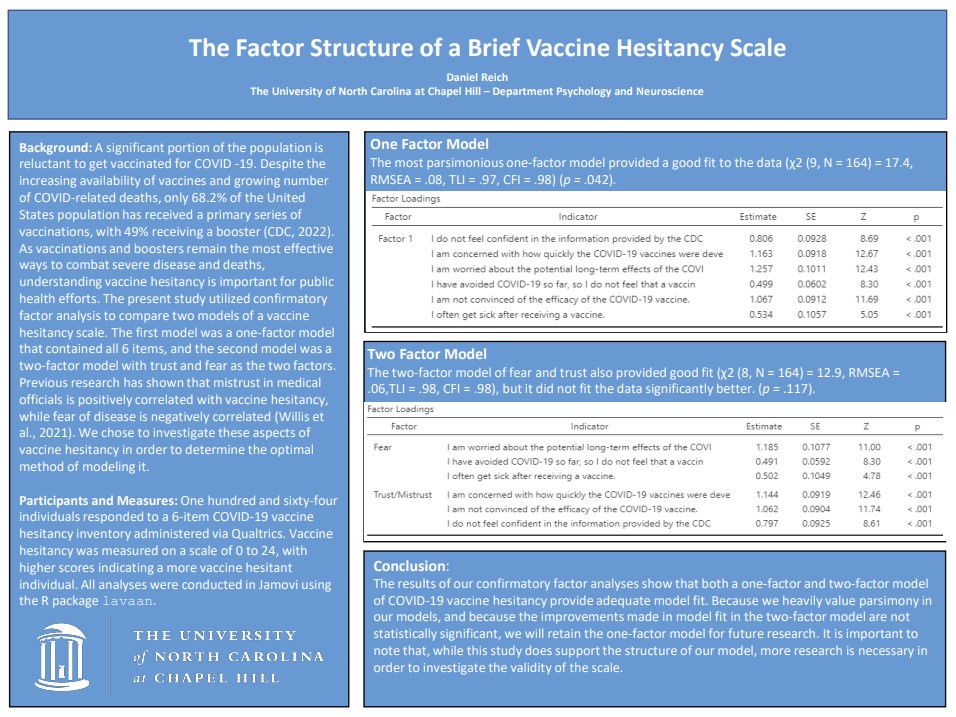 The Factor Structure of a Brief Vaccine Hesitancy Scale
Daniel Reich
The University of North Carolina at Chapel Hill – Department Psychology and Neuroscience
Background: A significant portion of the population is
reluctant to get vaccinated for COVID -19. Despite the
increasing availability of vaccines and growing number
of COVID-related deaths, only 68.2% of the United
States population has received a primary series of
vaccinations, with 49% receiving a booster (CDC, 2022).
As vaccinations and boosters remain the most effective
ways to combat severe disease and deaths,
understanding vaccine hesitancy is important for public
health efforts. The present study utilized confirmatory
factor analysis to compare two models of a vaccine
hesitancy scale. The first model was a one-factor model
that contained all 6 items, and the second model was a
two-factor model with trust and fear as the two factors.
Previous research has shown that mistrust in medical
officials is positively correlated with vaccine hesitancy,
while fear of disease is negatively correlated (Willis et
al., 2021). We chose to investigate these aspects of
vaccine hesitancy in order to determine the optimal
method of modeling it.
Participants and Measures: One hundred and sixty-four
individuals responded to a 6-item COVID-19 vaccine
hesitancy inventory administered via Qualtrics. Vaccine
hesitancy was measured on a scale of 0 to 24, with
higher scores indicating a more vaccine hesitant
individual. All analyses were conducted in Jamovi using
the R package lavaan.
THE UNIVERSITY
of NORTH CAROLINA
at CHAPEL HILL
One Factor Model
The most parsimonious one-factor model provided a good fit to the data (χ2 (9, N = 164) = 17.4,
RMSEA = .08, TLI = .97, CFI = .98) (p = .042).
Factor Loadings
Factor Indicator Estimate SE Z p
Factor 1 I do not feel confident in the information provided by the CDC 0.806 0.0928 8.69 < .001
I am concerned with how quickly the COVID-19 vaccines were deve 1.163 0.0918 12.67 < .001
I am worried about the potential long-term effects of the COVI 1.257 0.1011 12.43 < .001
I have avoided COVID-19 so far, so I do not feel that a vaccin 0.499 0.0602 8.30 < .001
I am not convinced of the efficacy of the COVID-19 vaccine. 1.067 0.0912 11.69 < .001
I often get sick after receiving a vaccine. 0.534 0.1057 5.05 < .001
Two Factor Model
The two-factor model of fear and trust also provided good fit (χ2 (8, N = 164) = 12.9, RMSEA =
.06,TLI = .98, CFI = .98), but it did not fit the data significantly better. (p = .117).
Factor Loadings
Factor Indicator Estimate SE Z p
Fear I am worried about the potential long-term effects of the COVI 1.185 0.1077 11.00 < .001
I have avoided COVID-19 so far, so I do not feel that a vaccin 0.491 0.0592 8.30 < .001
I often get sick after receiving a vaccine. 0.502 0.1049 4.78 < .001
Trust/Mistrust I am concerned with how quickly the COVID-19 vaccines were deve 1.144 0.0919 12.46 < .001
I am not convinced of the efficacy of the COVID-19 vaccine. 1.062 0.0904 11.74 < .001
I do not feel confident in the information provided by the CDC 0.797 0.0925 8.61 < .001
Conclusion:
The results of our confirmatory factor analyses show that both a one-factor and two-factor model
of COVID-19 vaccine hesitancy provide adequate model fit. Because we heavily value parsimony in
our models, and because the improvements made in model fit in the two-factor model are not
statistically significant, we will retain the one-factor model for future research. It is important to
note that, while this study does support the structure of our model, more research is necessary in
order to investigate the validity of the scale.